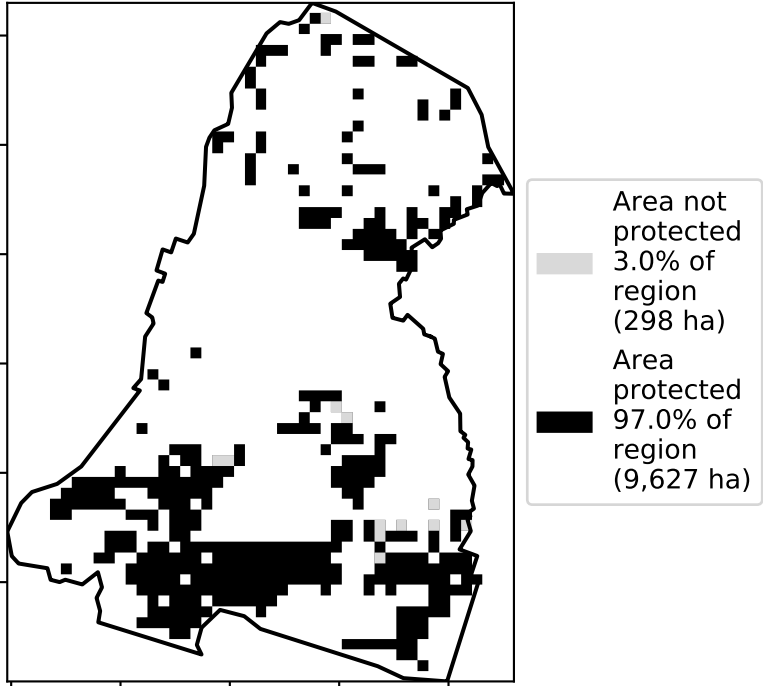 Area not
protected
3.0% of
region
(298 ha)
Area
protected
97.0% of
region
(9,627 ha)